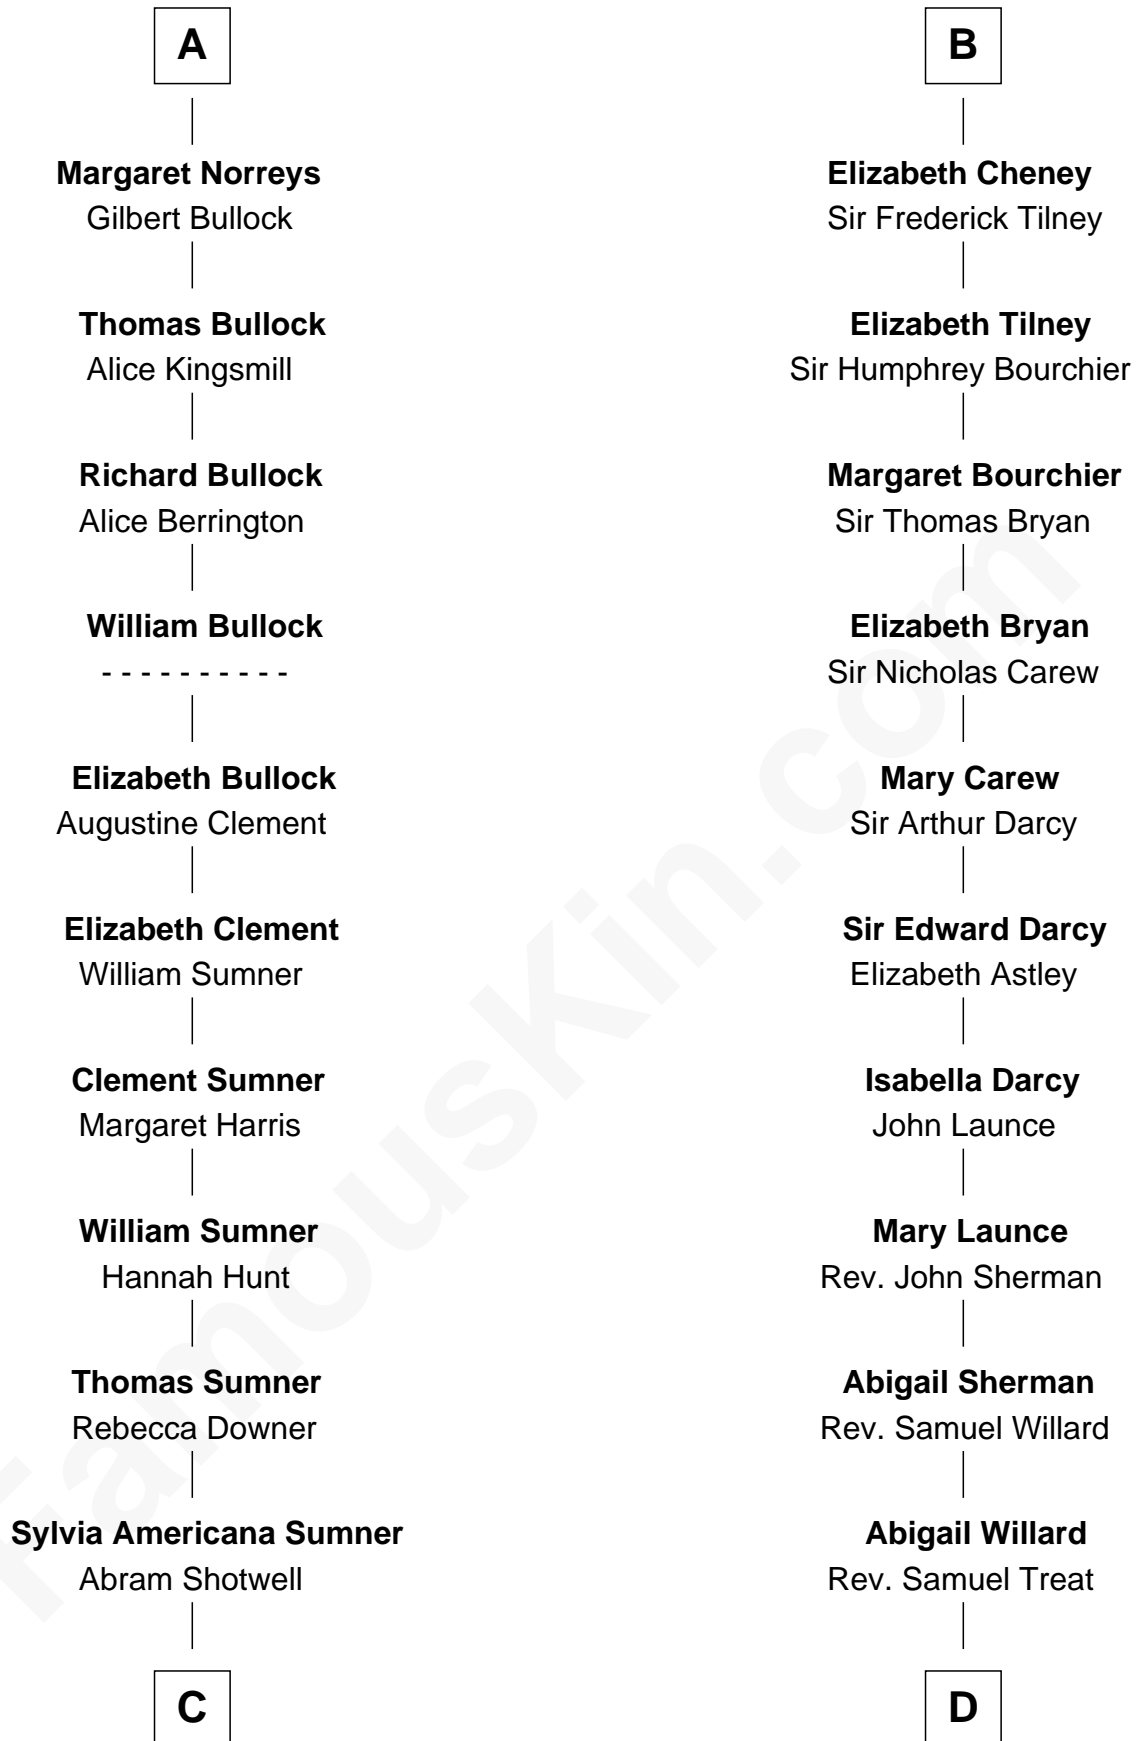 A
Margaret Norreys
Gilbert Bullock
Thomas Bullock
Alice Kingsmill
Richard Bullock
Alice Berrington
William Bullock
- - - - - - - - - -
Elizabeth Bullock
Augustine Clement
Elizabeth Clement
William Sumner
Clement Sumner
Margaret Harris
William Sumner
Hannah Hunt
Thomas Sumner
Rebecca Downer
Sylvia Americana Sumner
Abram Shotwell
C
B
Elizabeth Cheney
Sir Frederick Tilney
Elizabeth Tilney
Sir Humphrey Bourchier
Margaret Bourchier
Sir Thomas Bryan
Elizabeth Bryan
Sir Nicholas Carew
Mary Carew
Sir Arthur Darcy
Sir Edward Darcy
Elizabeth Astley
Isabella Darcy
John Launce
Mary Launce
Rev. John Sherman
Abigail Sherman
Rev. Samuel Willard
Abigail Willard
Rev. Samuel Treat
D
FamousKin.com